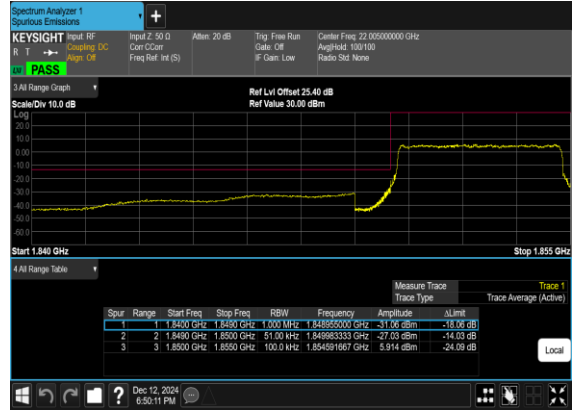 Spectrum Analyzer 1
Spurious Emissions
+
KEYSIGHT Input: RF Input Z: 50 Ω Atten: 20 dB Trig: Free Run Center Freq: 22.005000000 GHz
R T Coupling: DC Corr CCorr Gate: Off Avg|Hold: 100/100
Align: Off Freq Ref: Int (S) IF Gain: Low Radio Std: None
PASS
3 All Range Graph
Ref Lvl Offset 25.40 dB
Scale/Div 10.0 dB Ref Value 30.00 dBm
Log
20.0
10.0
0.00
-10.0
-20.0
-30.0
-40.0
-50.0
-60.0
Start 1.840 GHz Stop 1.855 GHz
4 All Range Table
Measure Trace Trace 1
Trace Type Trace Average (Active)
Spur Range Start Freq Stop Freq RBW Frequency Amplitude ΔLimit
1 1 1.8400 GHz 1.8490 GHz 1.000 MHz 1.848955000 GHz -31.06 dBm -18.06 dB
2 2 1.8490 GHz 1.8500 GHz 51.00 kHz 1.849983333 GHz -27.03 dBm -14.03 dB
3 3 1.8500 GHz 1.8550 GHz 100.0 kHz 1.854591667 GHz 5.914 dBm -24.09 dB
Local
? Dec 12, 2024
6:50:11 PM